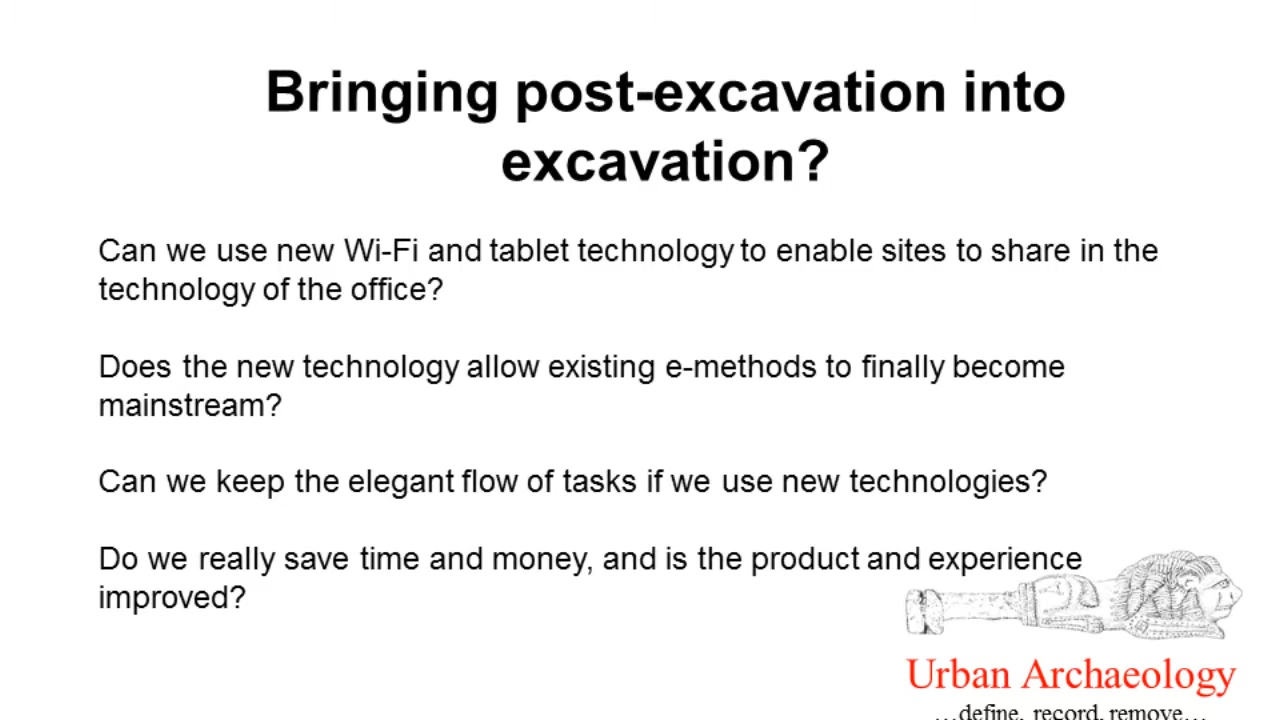 Bringing post-excavation into
excavation?
Can we use new Wi-Fi and tablet technology to enable sites to share in the
technology of the office?
Does the new technology allow existing e-methods to finally become
mainstream?
Can we keep the elegant flow of tasks if we use new technologies?
Do we really save time and money, and is the product and experience
improved?
Urban Archaeology
…define, record, remove…